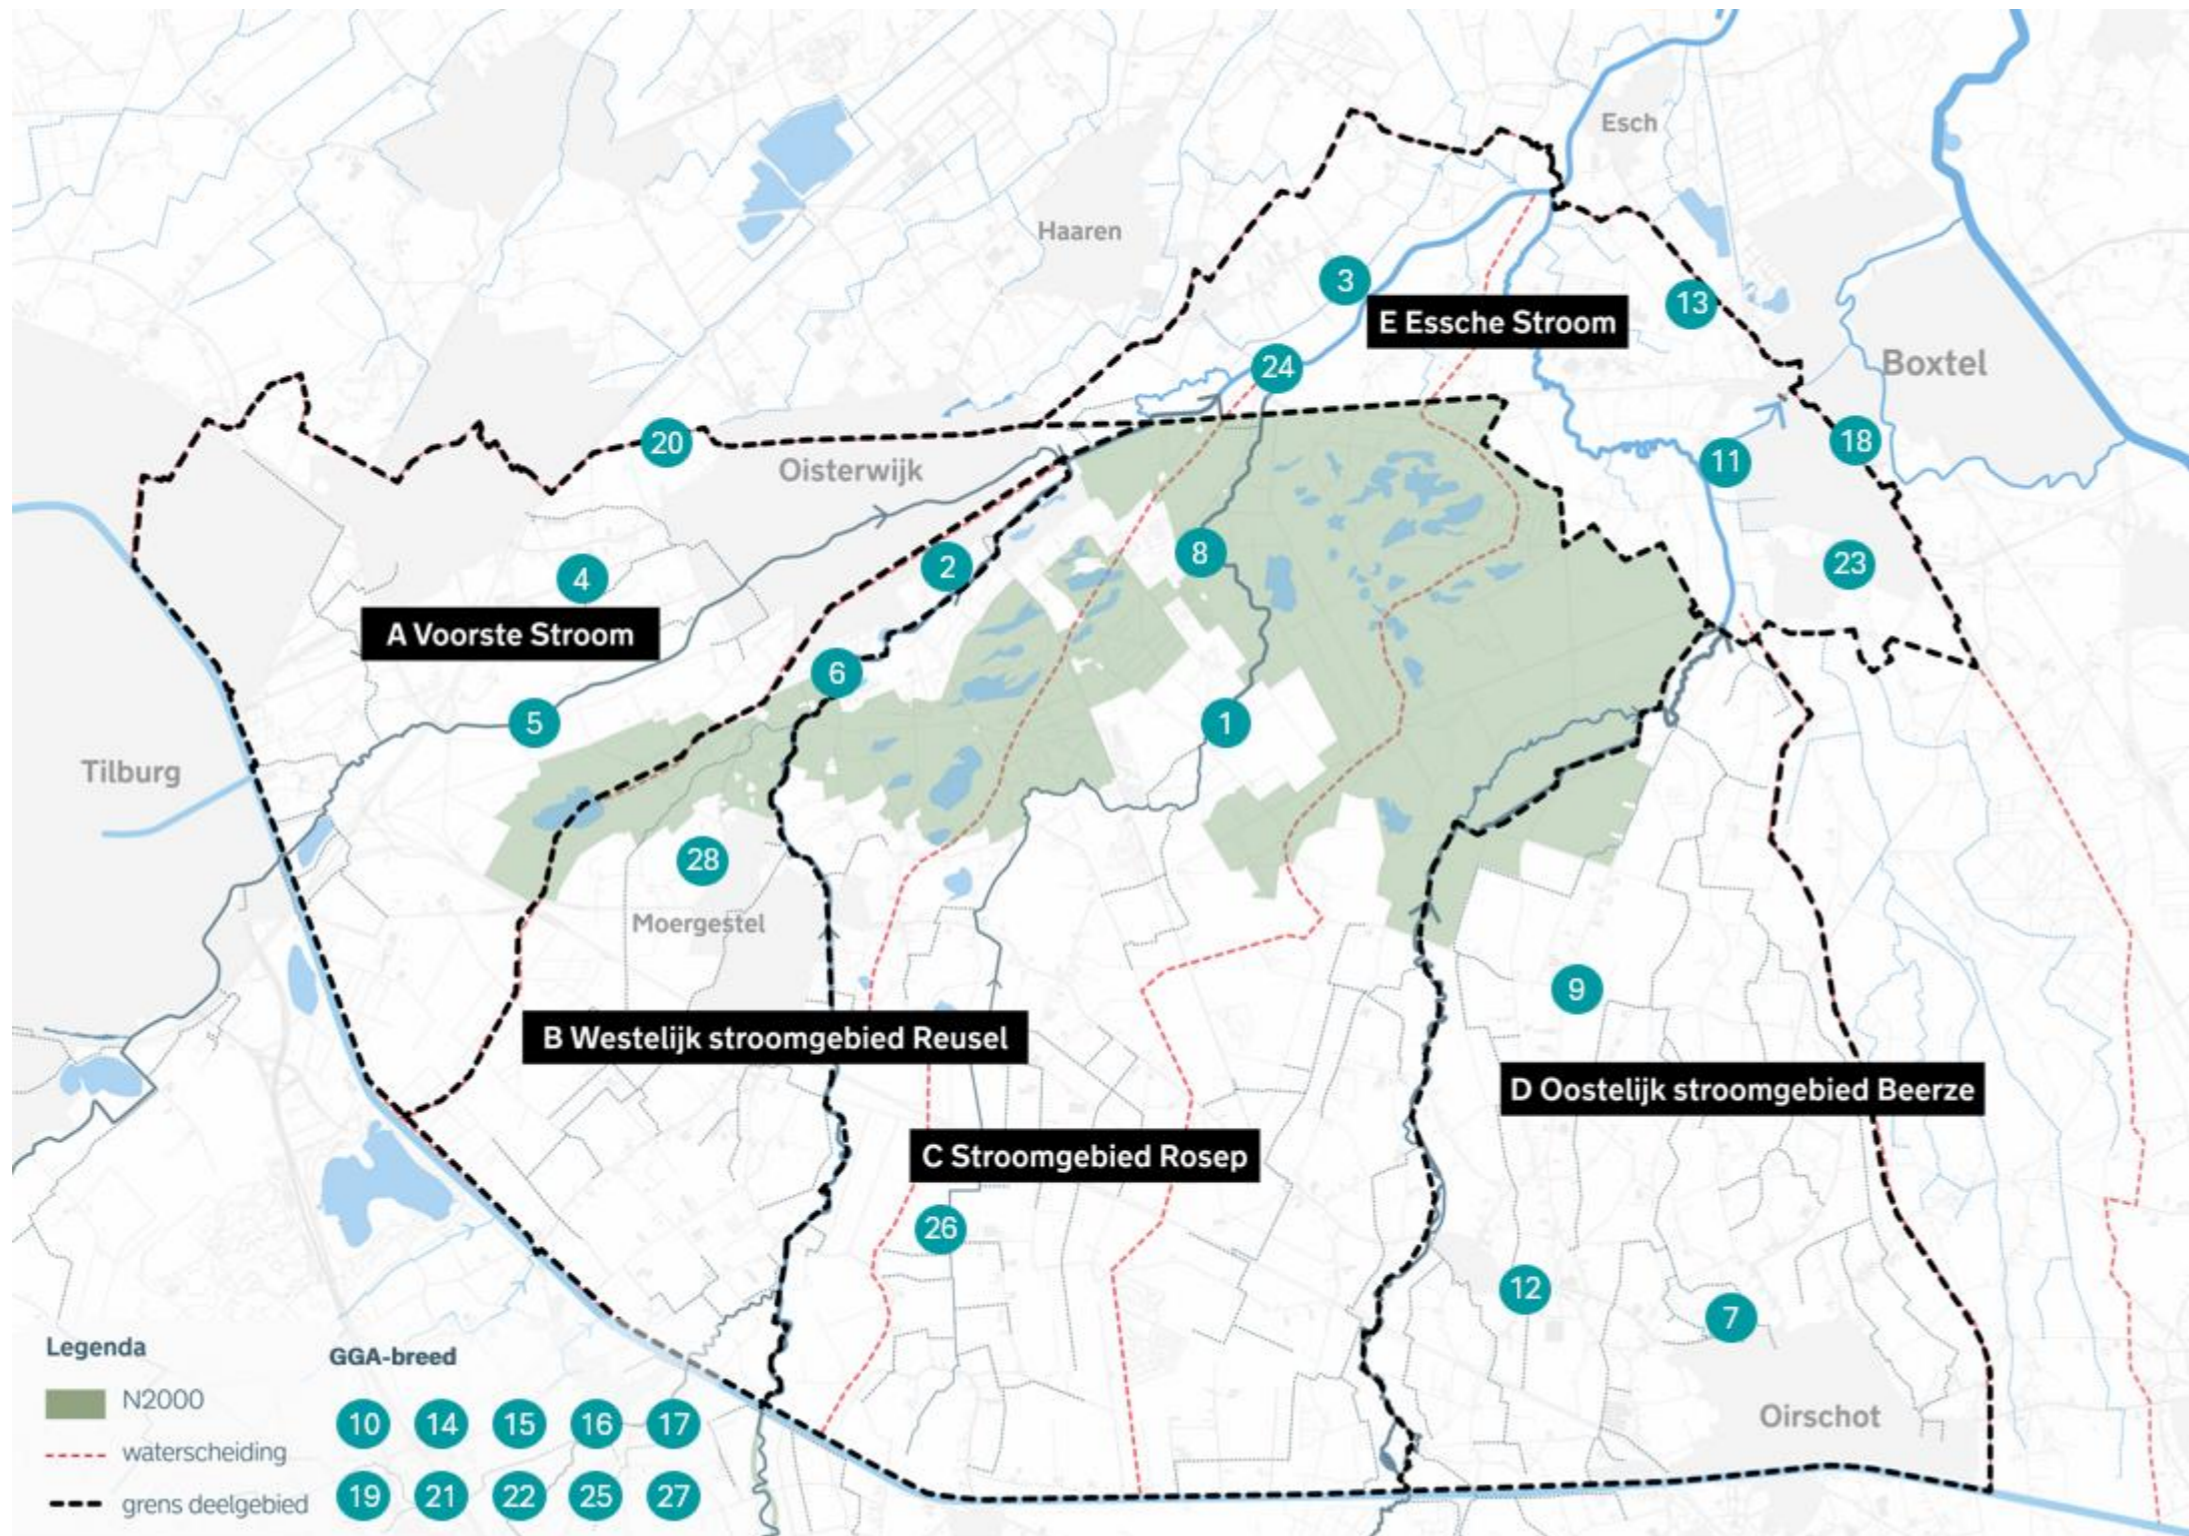 Esch
Haaren
3
13
E Essche Stroom
24
Boxtel
20
18
Oisterwijk
11
8
2
23
4
A Voorste Stroom
6
5
1
Tilburg
28
Moergestel
9
B Westelijk stroomgebied Reusel
D Oostelijk stroomgebied Beerze
C Stroomgebied Rosep
26
12
7
Oirschot
Legenda
N2000
waterscheiding
grens deelgebied
GGA-breed
10 14 15 16 17
19 21 22 25 27